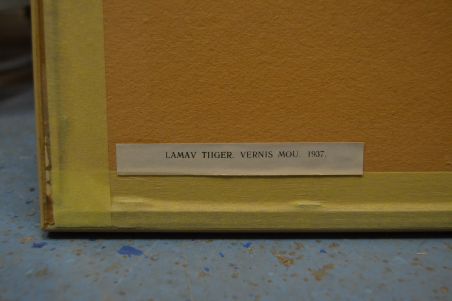 LAMAV TIIGER. VERNIS MOU. 1937.